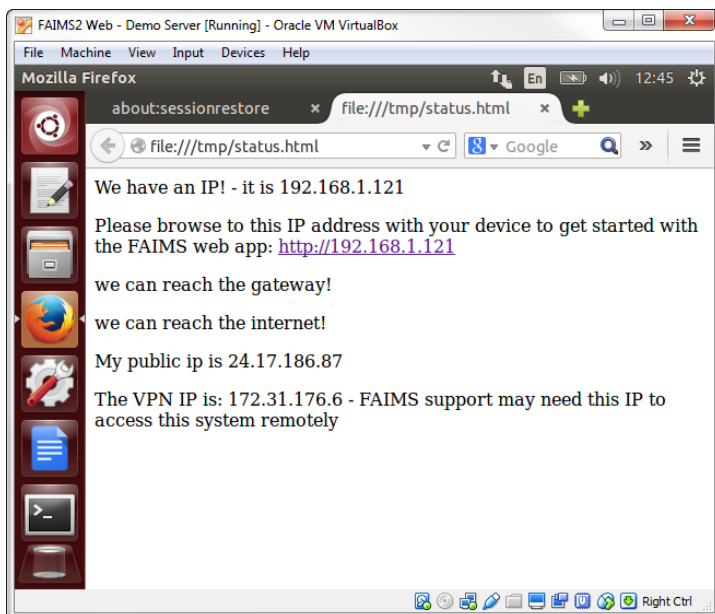 FAIMS2 Web - Demo Server [Running] - Oracle VM VirtualBox
File Machine View Input Devices Help
Mozilla Firefox En 12:45
about:sessionrestore × file:///tmp/status.html ×
file:///tmp/status.html 8 Google »
We have an IP! - it is 192.168.1.121
Please browse to this IP address with your device to get started with
the FAIMS web app: http://192.168.1.121
we can reach the gateway!
we can reach the internet!
My public ip is 24.17.186.87
The VPN IP is: 172.31.176.6 - FAIMS support may need this IP to
access this system remotely
>_
Right Ctrl